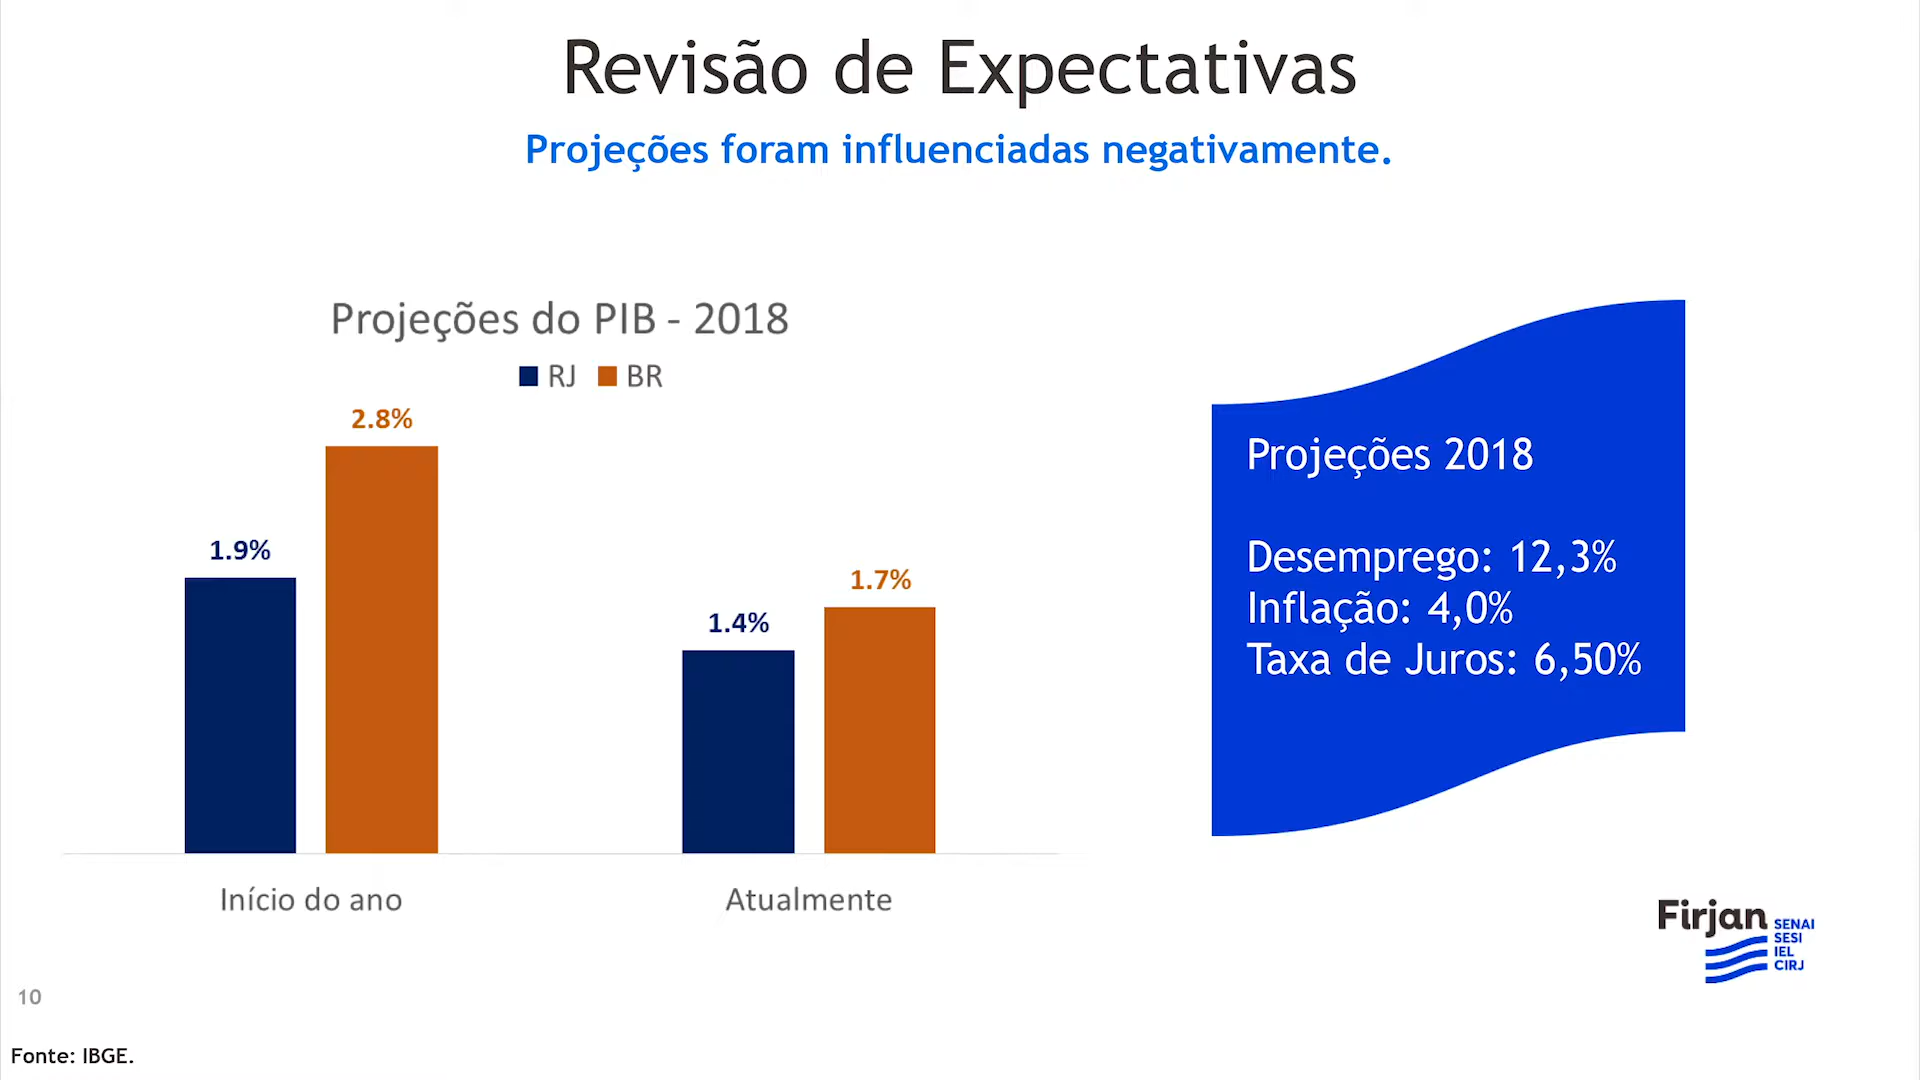 Revisão de Expectativas
Projeções foram influenciadas negativamente.
Projeções do PIB - 2018
RJ BR
2.8%
1.9%
1.7%
1.4%
Início do ano
Atualmente
Projeções 2018
Desemprego: 12,3%
Inflação: 4,0%
Taxa de Juros: 6,50%
Firjan
SENAI
SESI
IEL
CIRJ
10
Fonte: IBGE.